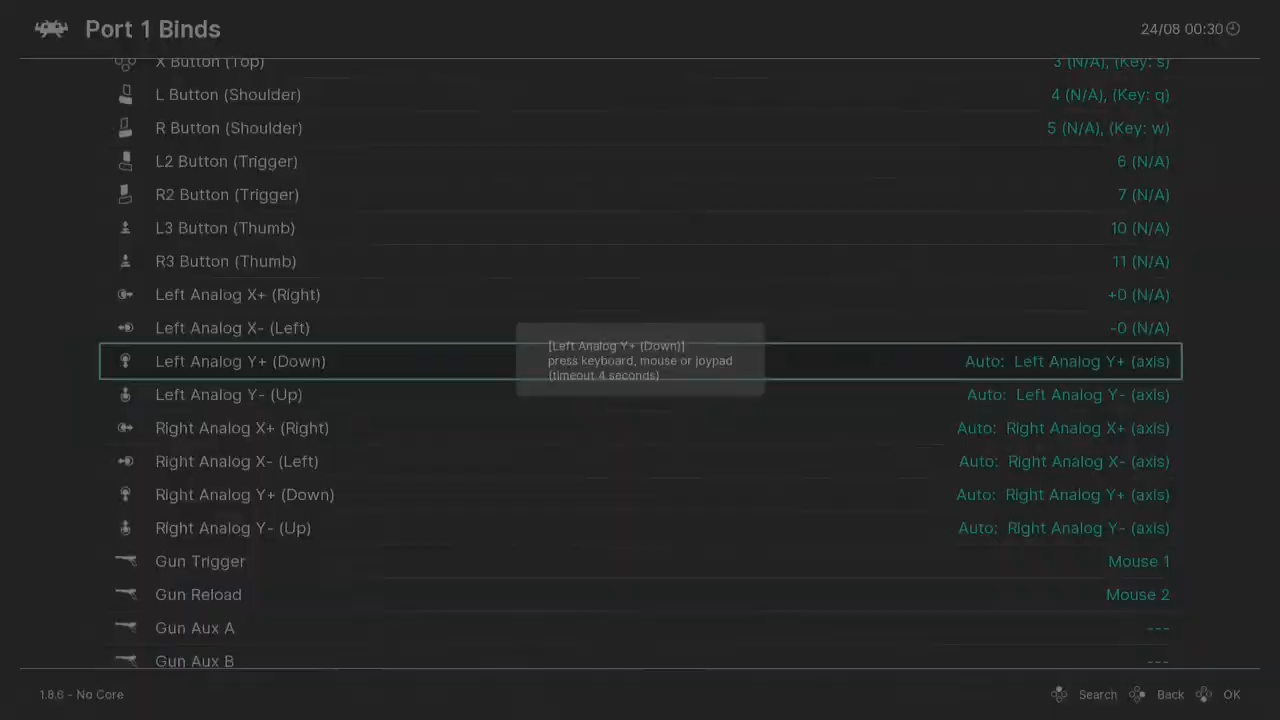 Port 1 Binds
24/08 00:30
X Button (Top) 3 (N/A), (Key: s)
L Button (Shoulder) 4 (N/A), (Key: q)
R Button (Shoulder) 5 (N/A), (Key: w)
L2 Button (Trigger) 6 (N/A)
R2 Button (Trigger) 7 (N/A)
L3 Button (Thumb) 10 (N/A)
R3 Button (Thumb) 11 (N/A)
Left Analog X+ (Right) +0 (N/A)
Left Analog X- (Left) -0 (N/A)
[Left Analog Y+ (Down)]
press keyboard, mouse or joypad
(timeout 4 seconds)
Left Analog Y+ (Down) Auto: Left Analog Y+ (axis)
Left Analog Y- (Up) Auto: Left Analog Y- (axis)
Right Analog X+ (Right) Auto: Right Analog X+ (axis)
Right Analog X- (Left) Auto: Right Analog X- (axis)
Right Analog Y+ (Down) Auto: Right Analog Y+ (axis)
Right Analog Y- (Up) Auto: Right Analog Y- (axis)
Gun Trigger Mouse 1
Gun Reload Mouse 2
Gun Aux A ---
Gun Aux B ---
1.8.6 - No Core
Search Back OK